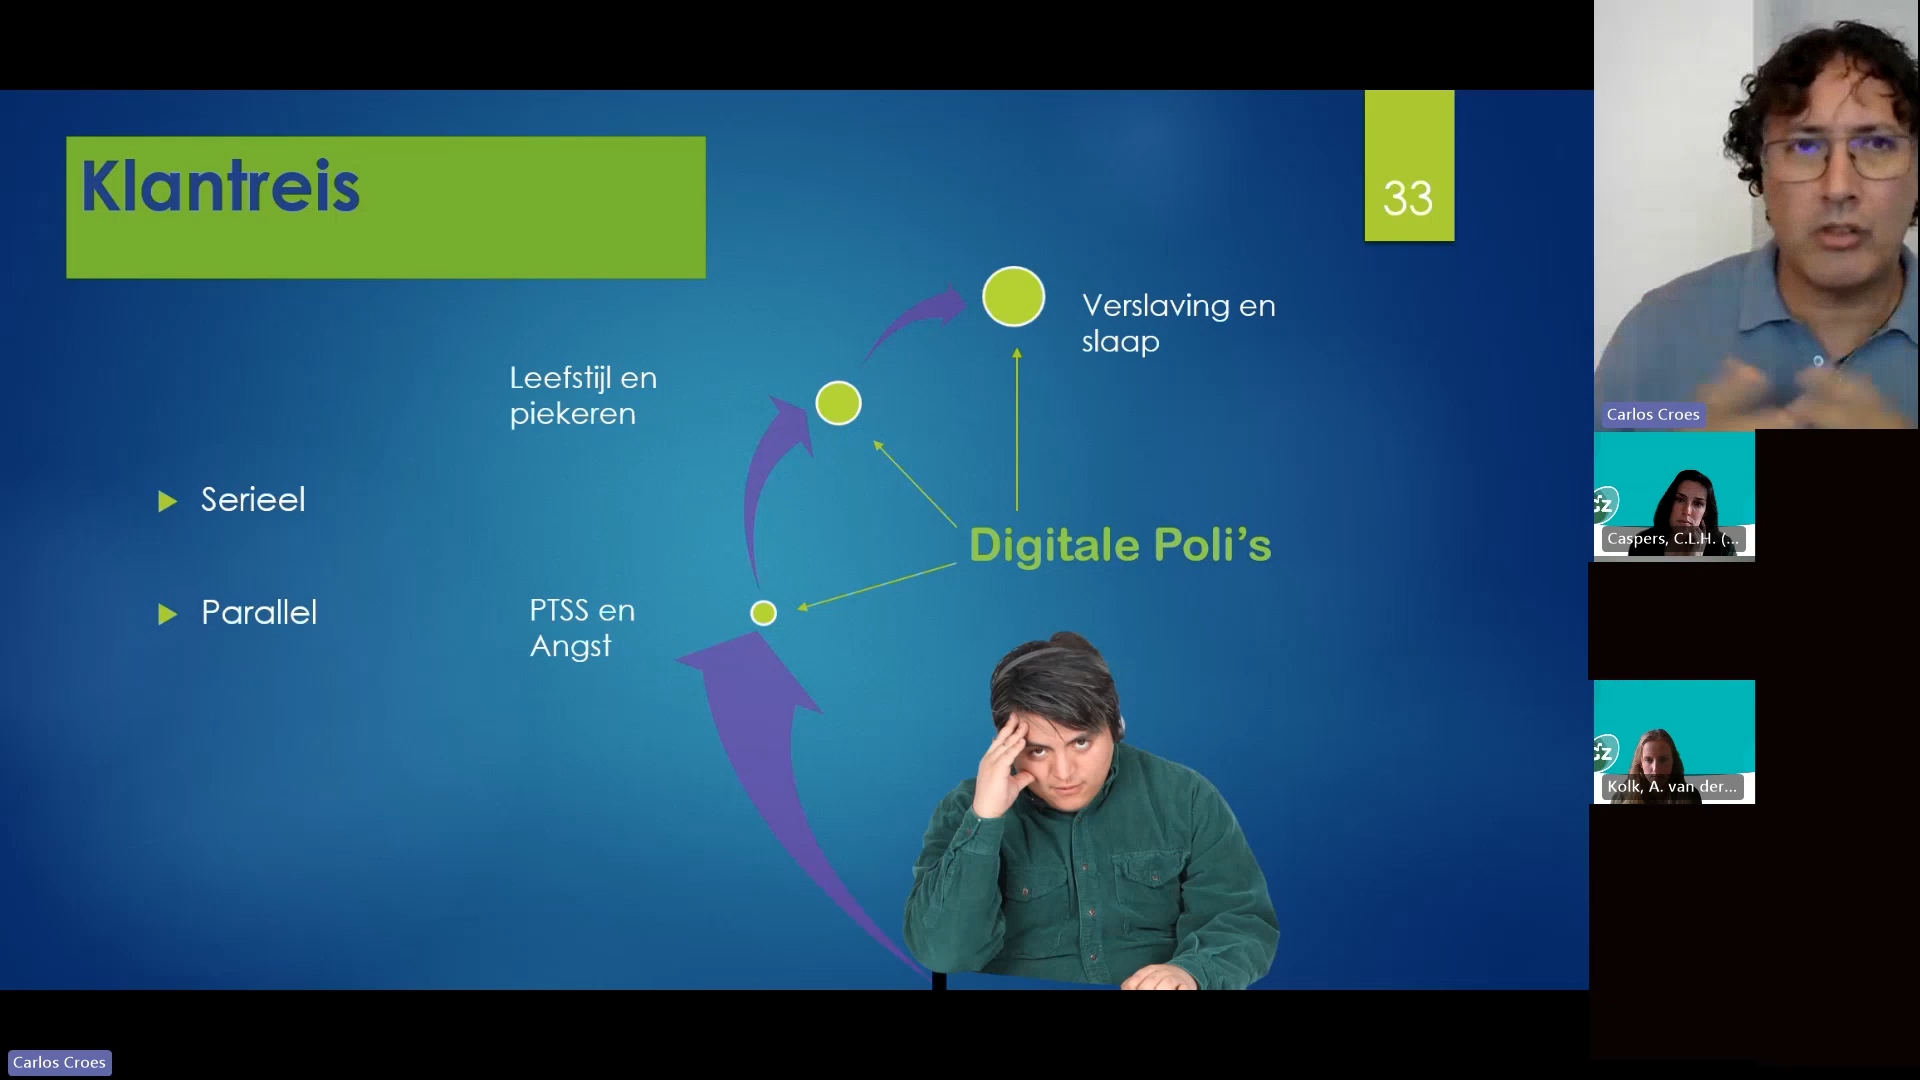 Klantreis
33
Verslaving en
slaap
Leefstijl en
piekeren
Serieel
Digitale Poli's
Parallel
PTSS en
Angst
Carlos Croes
Caspers, C.L.H. (...
Kolk, A. van der...
Carlos Croes